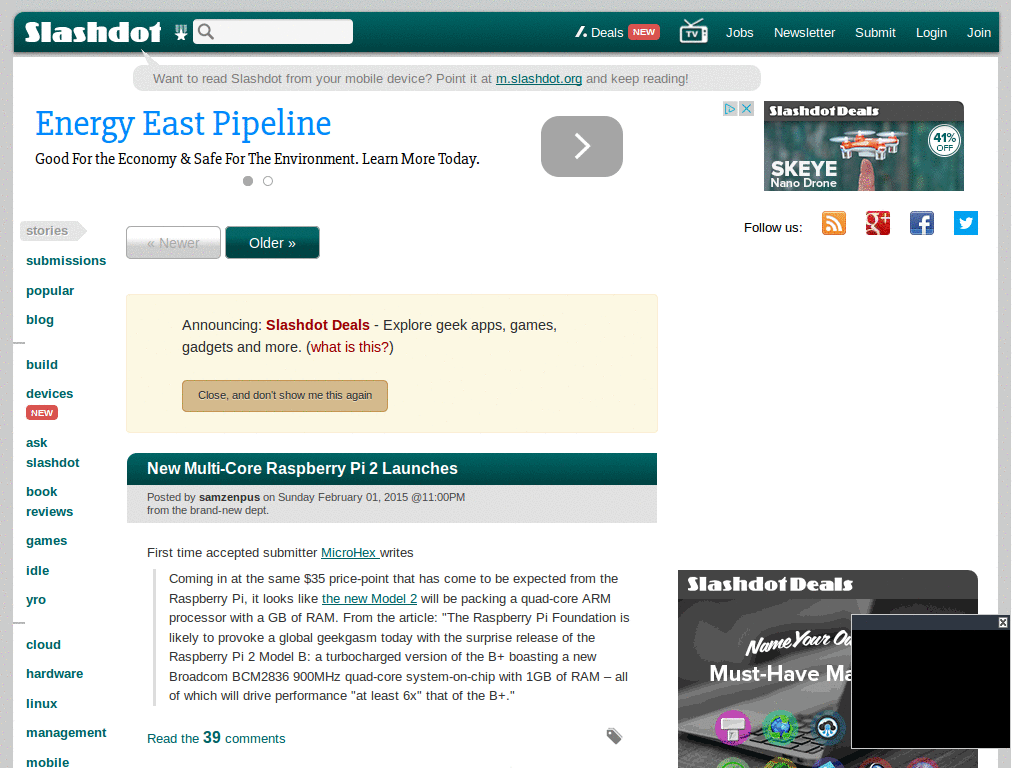 Slashdot
Deals NEW
TV
Jobs
Newsletter
Submit
Login
Join
Want to read Slashdot from your mobile device? Point it at m.slashdot.org and keep reading!
Energy East Pipeline
Good For the Economy & Safe For The Environment. Learn More Today.
SlashdotDeals
41%
OFF
SKEYE
Nano Drone
Follow us:
stories
submissions
popular
blog
build
devices
NEW
ask
slashdot
book
reviews
games
idle
yro
cloud
hardware
linux
management
mobile
« Newer
Older »
Announcing: Slashdot Deals - Explore geek apps, games,
gadgets and more. (what is this?)
Close, and don't show me this again
New Multi-Core Raspberry Pi 2 Launches
Posted by samzenpus on Sunday February 01, 2015 @11:00PM
from the brand-new dept.
First time accepted submitter MicroHex writes
Coming in at the same $35 price-point that has come to be expected from the
Raspberry Pi, it looks like the new Model 2 will be packing a quad-core ARM
processor with a GB of RAM. From the article: "The Raspberry Pi Foundation is
likely to provoke a global geekgasm today with the surprise release of the
Raspberry Pi 2 Model B: a turbocharged version of the B+ boasting a new
Broadcom BCM2836 900MHz quad-core system-on-chip with 1GB of RAM – all
of which will drive performance "at least 6x" that of the B+."
Read the 39 comments
SlashdotDeals
Name Your O
Must-Have Ma